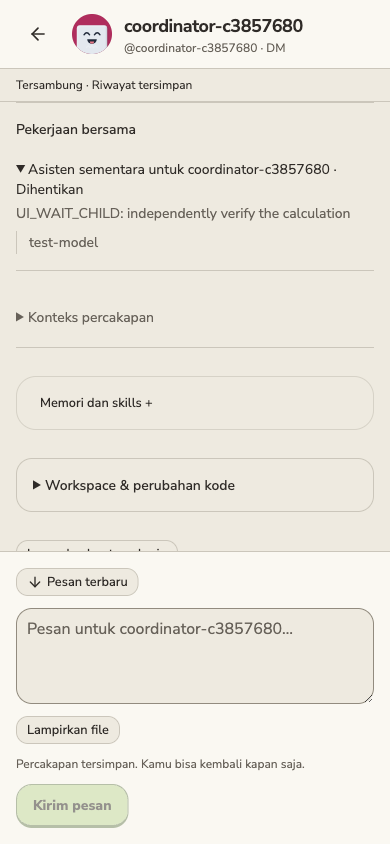 coordinator-c3857680
@coordinator-c3857680 · DM
Tersambung · Riwayat tersimpan
Pekerjaan bersama
Asisten sementara untuk coordinator-c3857680 ·
Dihentikan
UI_WAIT_CHILD: independently verify the calculation
test-model
Konteks percakapan
Memori dan skills +
Workspace & perubahan kode
Pesan terbaru
Pesan untuk coordinator-c3857680...
Lampirkan file
Percakapan tersimpan. Kamu bisa kembali kapan saja.
Kirim pesan